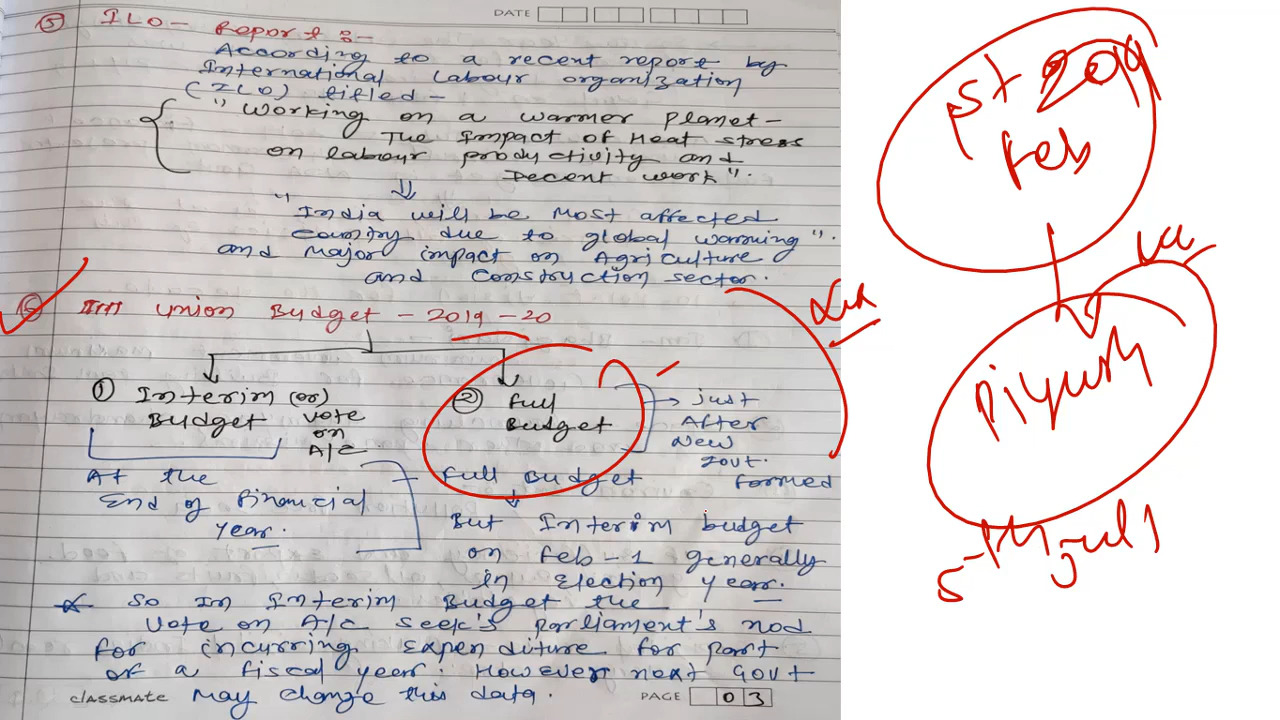 DATE
⑤ ILO- Report :-
According to a recent report by
International Labour organization
(ILO) titled -
"Working on a warmer planet-
The Impact of Heat stress
on labour productivity and
Decent work".
"India will be Most affected
country due to global warming".
and Major impact on Agriculture
and Construction sector.
⑥ Union Budget - 2019-20
① Interim (or) Budget Vote on A/c
② full Budget
just After New Govt. formed
At the End of financial year.
full Budget
But Interim budget
on Feb-1 generally
in Election year.
So In Interim Budget the
Vote on A/c seek's parliament's nod
for incurring Expenditure for part
of a fiscal year. However next Govt
classmate may change this data.
PAGE 03
1st 2019
Feb
Piyush
5th Jul